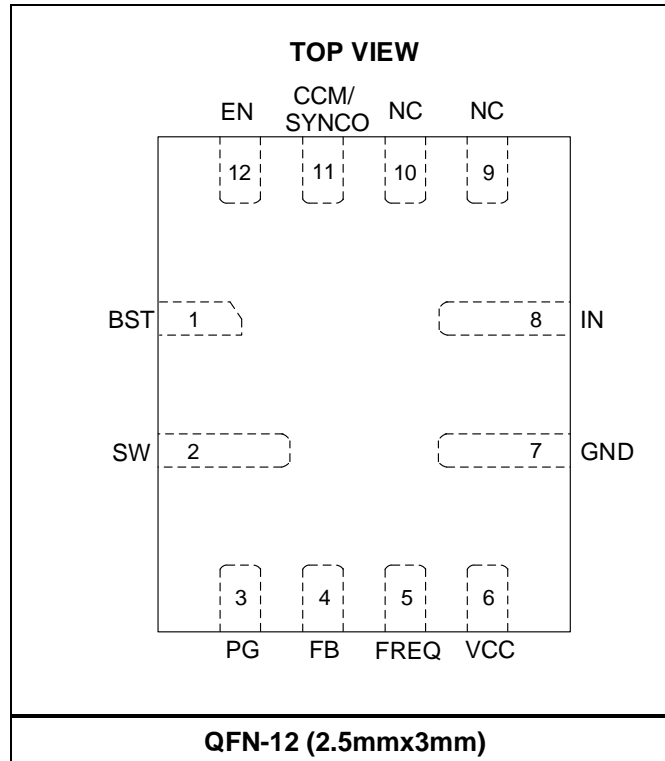 TOP VIEW
EN
CCM/
SYNCO
NC
NC
12
11
10
9
BST
1
8
IN
SW
2
7
GND
3
4
5
6
PG
FB
FREQ
VCC
QFN-12 (2.5mmx3mm)